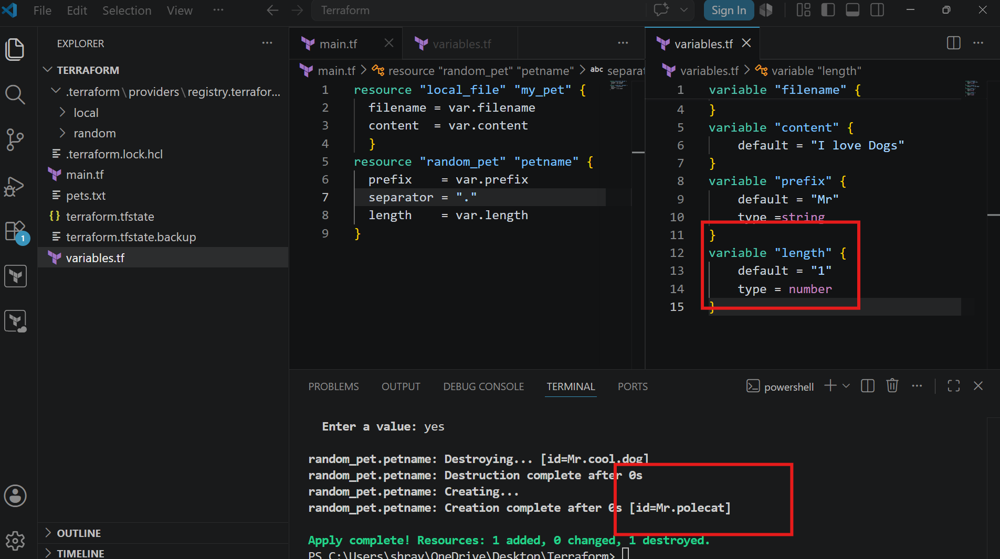 File Edit Selection View ··· Terraform Sign In
EXPLORER ···
TERRAFORM
.terraform\providers\registry.terrafor...
local
random
.terraform.lock.hcl
main.tf
pets.txt
{} terraform.tfstate
terraform.tfstate.backup
variables.tf
1
OUTLINE
TIMELINE
main.tf
variables.tf
···
main.tf > resource "random_pet" "petname" > abc separat
1 resource "local_file" "my_pet" {
2 filename = var.filename
3 content  = var.content
4 }
5 resource "random_pet" "petname" {
6 prefix    = var.prefix
7 separator = "."
8 length    = var.length
9 }
variables.tf
···
variables.tf > variable "length"
1 variable "filename" {
4 }
5 variable "content" {
6 default = "I love Dogs"
7 }
8 variable "prefix" {
9 default = "Mr"
10 type =string
11 }
12 variable "length" {
13 default = "1"
14 type = number
15 }
PROBLEMS OUTPUT DEBUG CONSOLE TERMINAL PORTS powershell ···
Enter a value: yes
random_pet.petname: Destroying... [id=Mr.cool.dog]
random_pet.petname: Destruction complete after 0s
random_pet.petname: Creating...
random_pet.petname: Creation complete after 0s [id=Mr.polecat]
Apply complete! Resources: 1 added, 0 changed, 1 destroyed.
PS C:\Users\shrav\OneDrive\Desktop\Terraform>